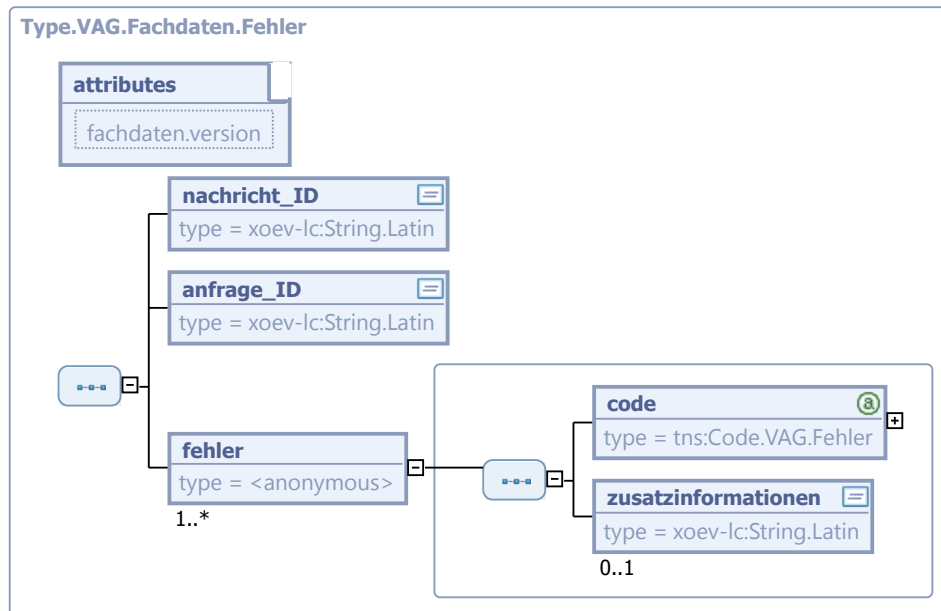 Type.VAG.Fachdaten.Fehler
attributes
fachdaten.version
nachricht_ID
type = xoev-lc:String.Latin
anfrage_ID
type = xoev-lc:String.Latin
fehler
type = <anonymous>
1..*
code
type = tns:Code.VAG.Fehler
zusatzinformationen
type = xoev-lc:String.Latin
0..1